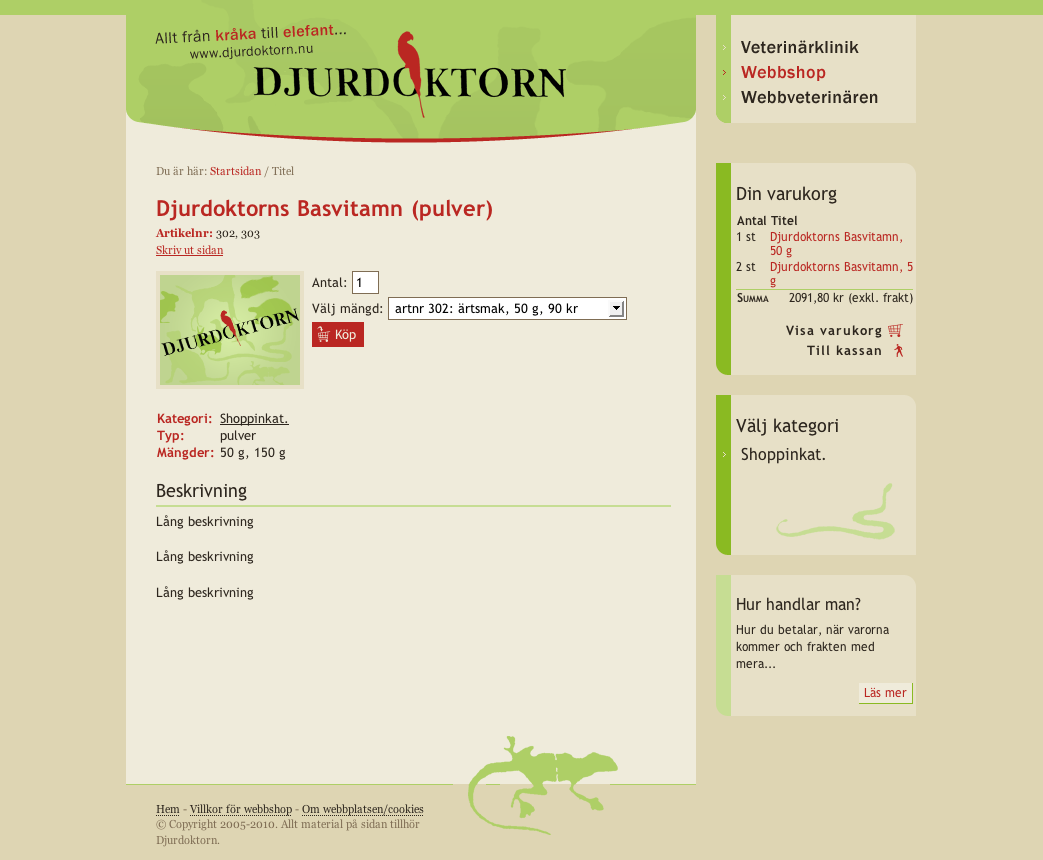 Allt från kråka till elefant...
www.djurdoktorn.nu
DJURDOKTORN
Veterinärklinik
Webbshop
Webbveterinären
Du är här: Startsidan / Titel
Djurdoktorns Basvitamn (pulver)
Artikelnr: 302, 303
Skriv ut sidan
DJURDOKTORN
Antal: 1
Välj mängd: artnr 302: ärtsmak, 50 g, 90 kr
Köp
Kategori: Shoppinkat.
Typ: pulver
Mängder: 50 g, 150 g
Beskrivning
Lång beskrivning
Lång beskrivning
Lång beskrivning
Din varukorg
Antal Titel
1 st Djurdoktorns Basvitamn,
50 g
2 st Djurdoktorns Basvitamn, 5
g
Summa 2091,80 kr (exkl. frakt)
Visa varukorg
Till kassan
Välj kategori
Shoppinkat.
Hur handlar man?
Hur du betalar, när varorna
kommer och frakten med
mera...
Läs mer
Hem - Villkor för webbshop - Om webbplatsen/cookies
© Copyright 2005-2010. Allt material på sidan tillhör
Djurdoktorn.